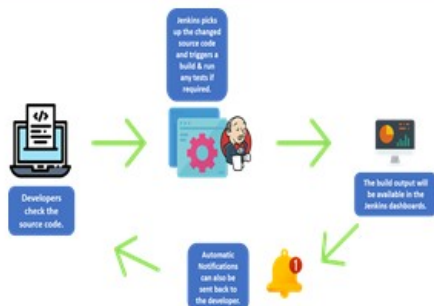 Jenkins picks
up the changed
source code
and triggers a
build & run
any tests if
required.
</>
Developers
check the
source code.
The build output will
be available in the
Jenkins dashboards.
Automatic
Notifications
can also be
sent back to
the developer.
1